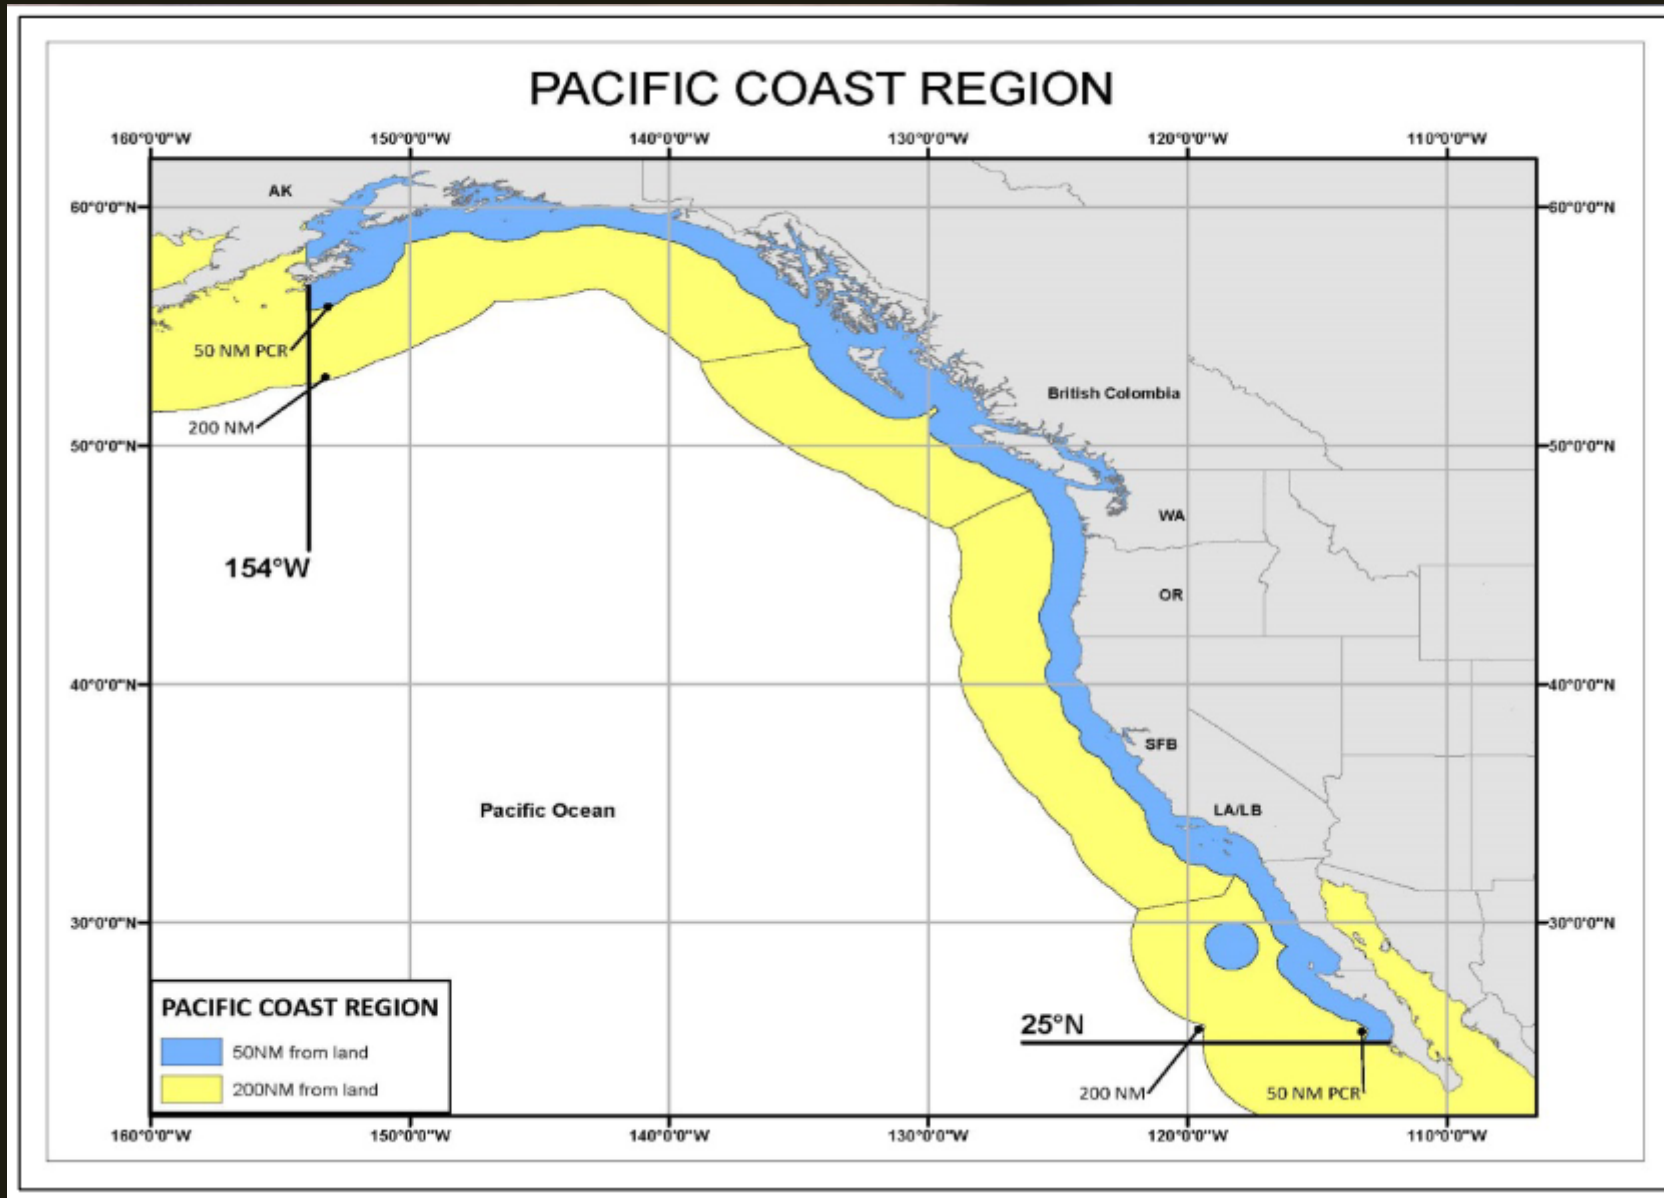 PACIFIC COAST REGION
160°0'0"W 150°0'0"W 140°0'0"W 130°0'0"W 120°0'0"W 110°0'0"W
AK
60°0'0"N 60°0'0"N
50 NM PCR
British Colombia
200 NM
50°0'0"N 50°0'0"N
WA
154°W
OR
40°0'0"N 40°0'0"N
SFB
Pacific Ocean
LA/LB
30°0'0"N 30°0'0"N
PACIFIC COAST REGION
50NM from land
200NM from land
25°N
200 NM 50 NM PCR
160°0'0"W 150°0'0"W 140°0'0"W 130°0'0"W 120°0'0"W 110°0'0"W